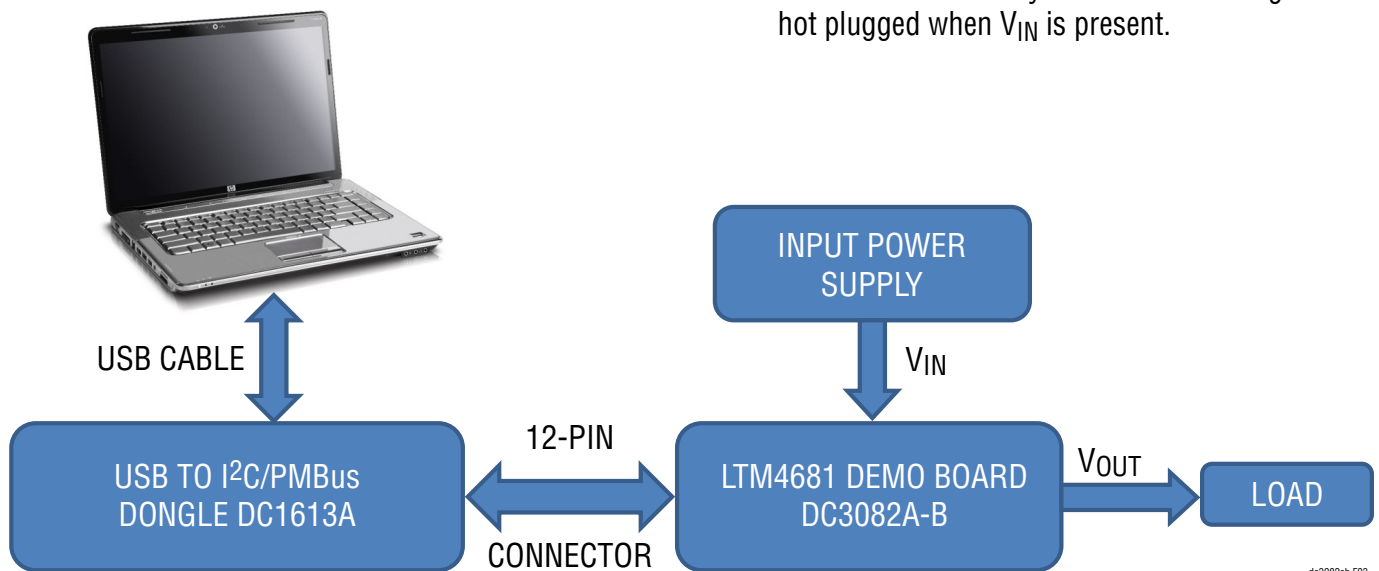 hot plugged when VIN is present.
INPUT POWER
SUPPLY
USB CABLE
VIN
12-PIN
USB TO I²C/PMBus
DONGLE DC1613A
LTM4681 DEMO BOARD
DC3082A-B
VOUT
LOAD
CONNECTOR